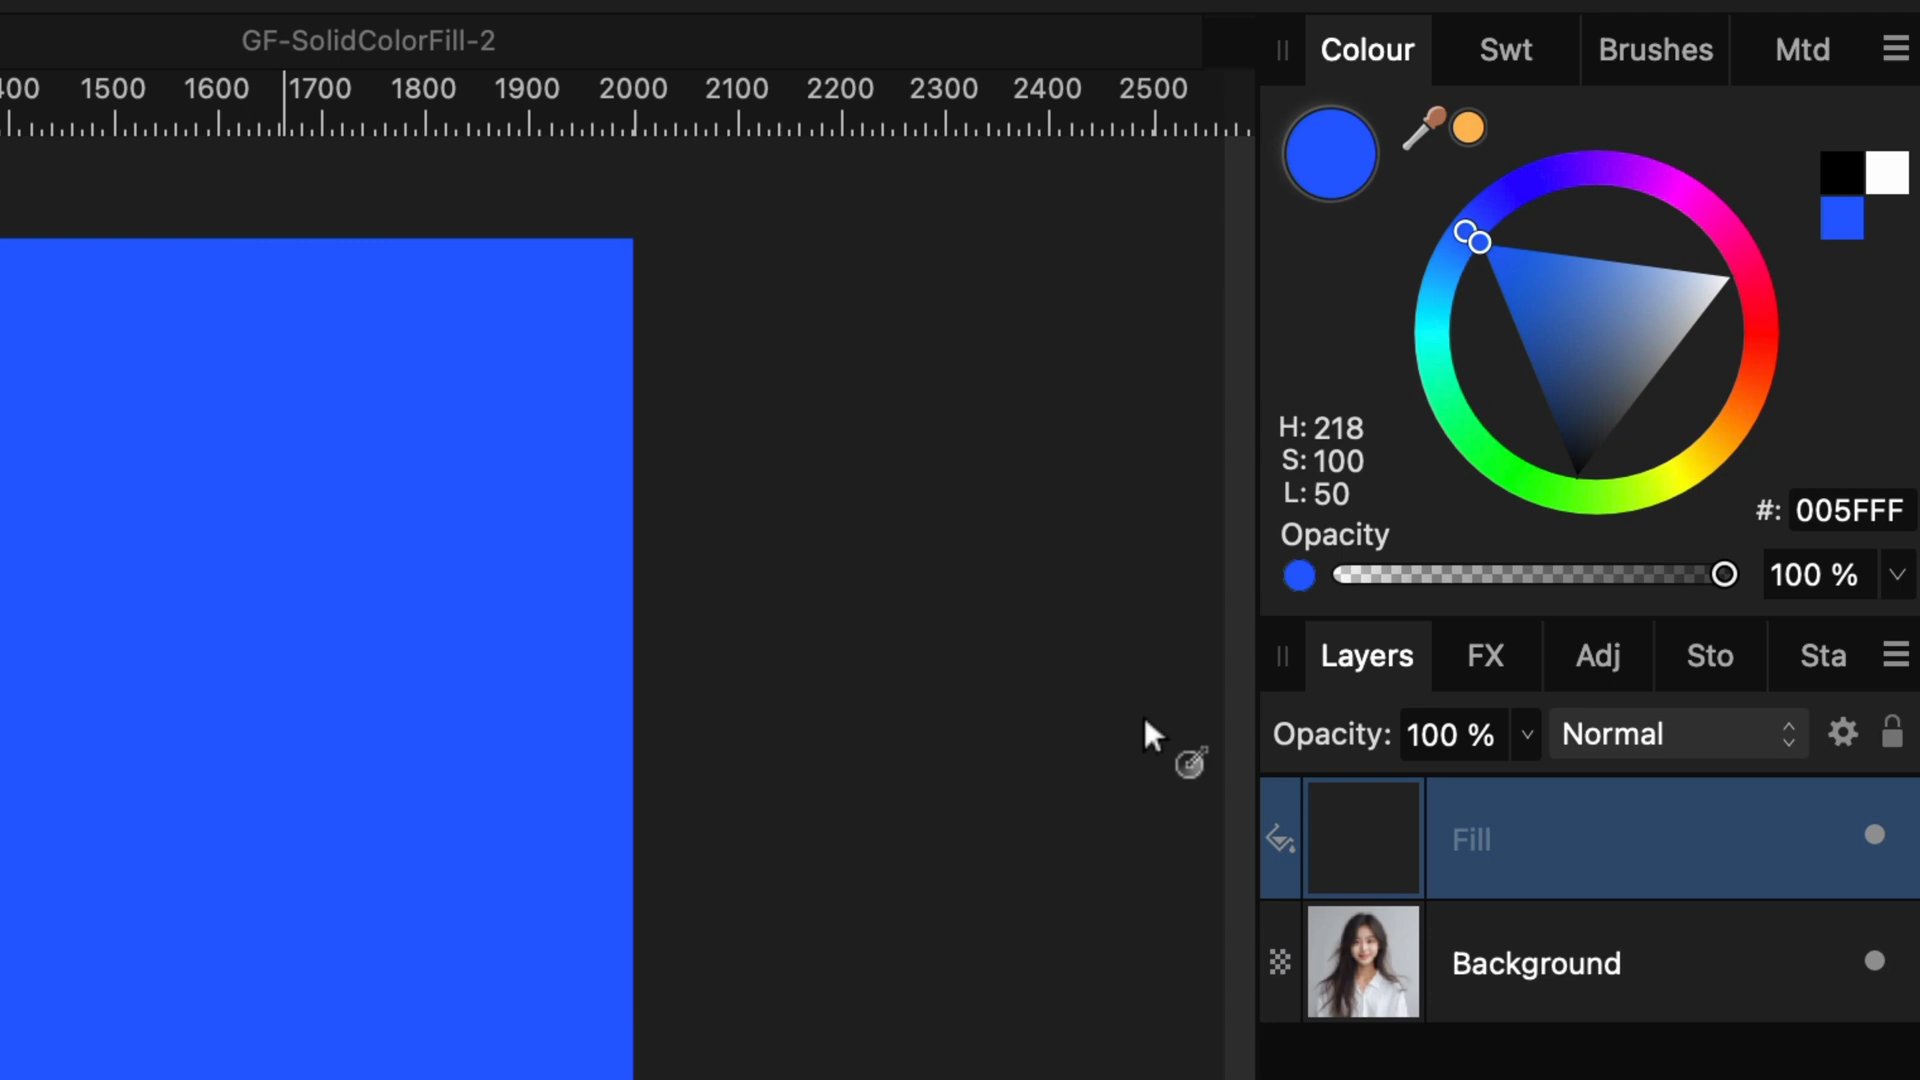 GF-SolidColorFill-2
400 1500 1600 1700 1800 1900 2000 2100 2200 2300 2400 2500
Colour Swt Brushes Mtd
H: 218
S: 100
L: 50
#: 005FFF
Opacity
100 %
Layers FX Adj Sto Sta
Opacity: 100 % Normal
Fill
Background